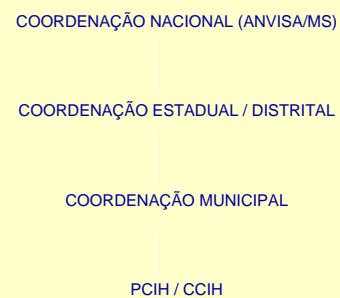 COORDENAÇÃO NACIONAL (ANVISA/MS)
COORDENAÇÃO ESTADUAL / DISTRITAL
COORDENAÇÃO MUNICIPAL
PCIH / CCIH